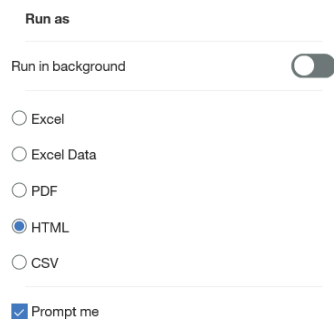 Run as
Run in background
Excel
Excel Data
PDF
HTML
CSV
Prompt me